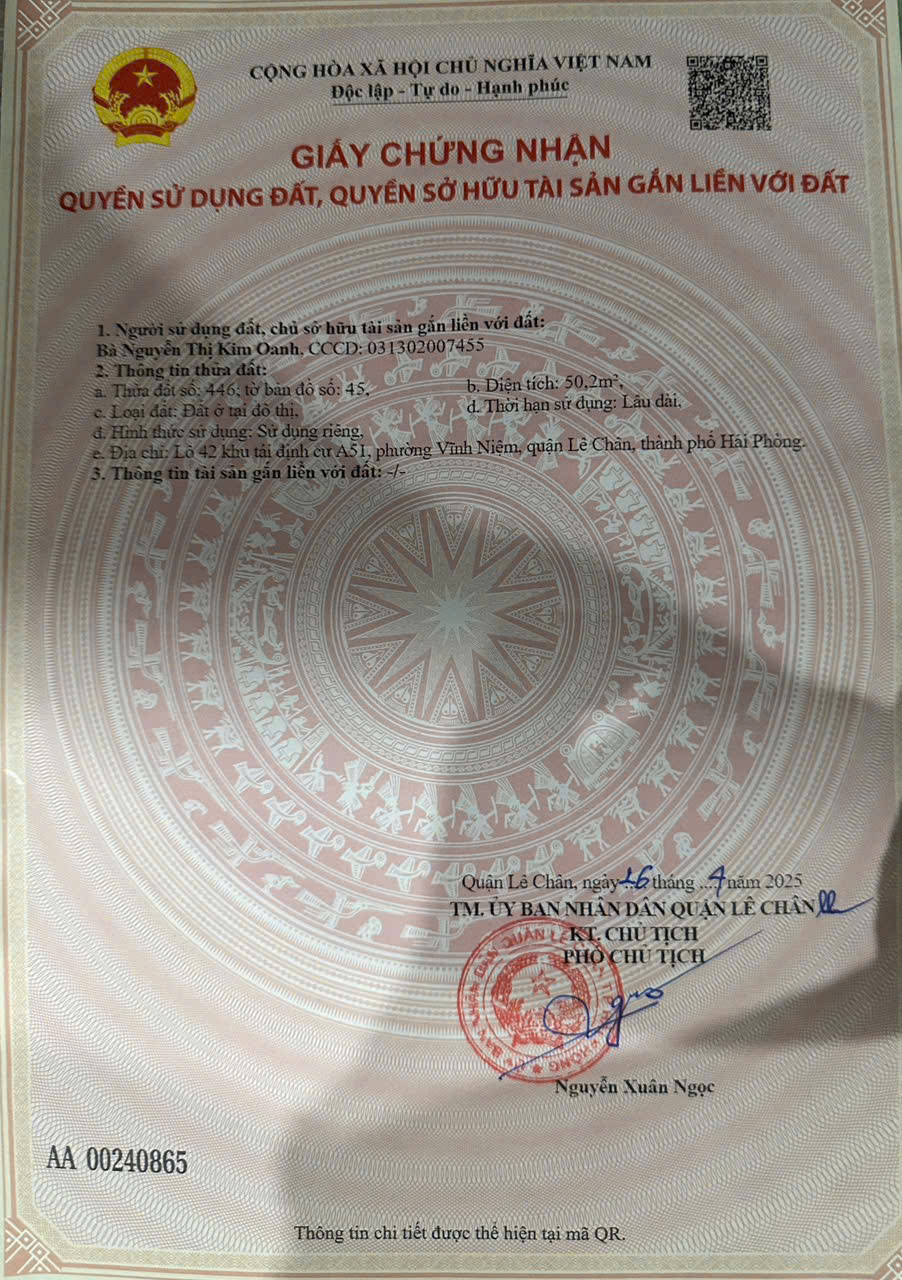 CỘNG HÒA XÃ HỘI CHỦ NGHĨA VIỆT NAM
Độc lập - Tự do - Hạnh phúc
GIẤY CHỨNG NHẬN
QUYỀN SỬ DỤNG ĐẤT, QUYỀN SỞ HỮU TÀI SẢN GẮN LIỀN VỚI ĐẤT
1. Người sử dụng đất, chủ sở hữu tài sản gắn liền với đất:
Bà Nguyễn Thị Kim Oanh, CCCD: 031302007455
2. Thông tin thửa đất:
a. Thửa đất số: 446; tờ bản đồ số: 45, b. Diện tích: 50,2m²,
c. Loại đất: Đất ở tại đô thị, d. Thời hạn sử dụng: Lâu dài,
đ. Hình thức sử dụng: Sử dụng riêng,
e. Địa chỉ: Lô 42 khu tái định cư A51, phường Vĩnh Niệm, quận Lê Chân, thành phố Hải Phòng.
3. Thông tin tài sản gắn liền với đất: -/-
Quận Lê Chân, ngày 16 tháng 4 năm 2025
TM. ỦY BAN NHÂN DÂN QUẬN LÊ CHÂN
KT. CHỦ TỊCH
PHÓ CHỦ TỊCH
Nguyễn Xuân Ngọc
AA 00240865
Thông tin chi tiết được thể hiện tại mã QR.